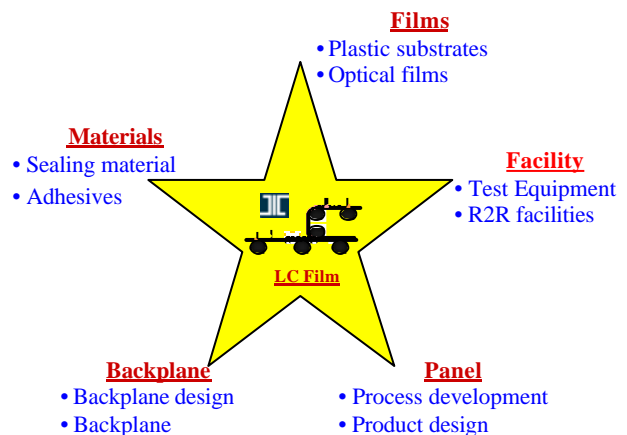 Films
• Plastic substrates
• Optical films
Materials
• Sealing material
• Adhesives
Facility
• Test Equipment
• R2R facilities
LC Film
Backplane
• Backplane design
• Backplane
Panel
• Process development
• Product design